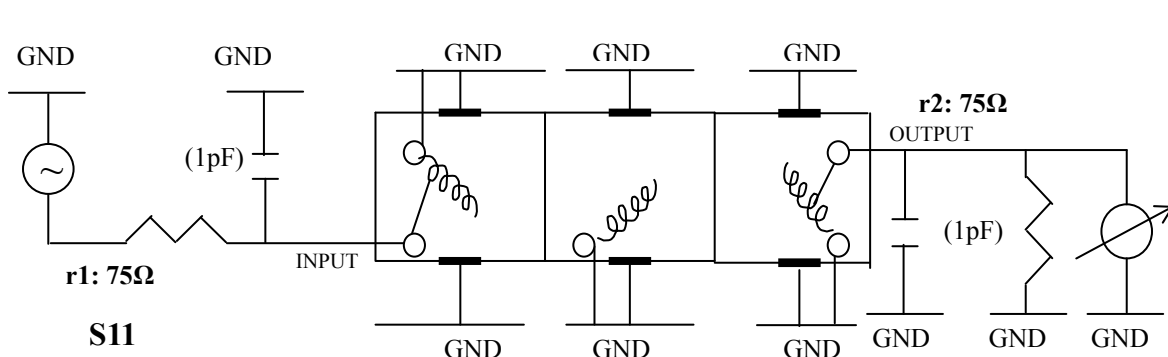 GND
GND
GND
GND
GND
r2: 75Ω
OUTPUT
(1pF)
~
(1pF)
INPUT
r1: 75Ω
S11
GND
GND
GND
GND
GND
GND